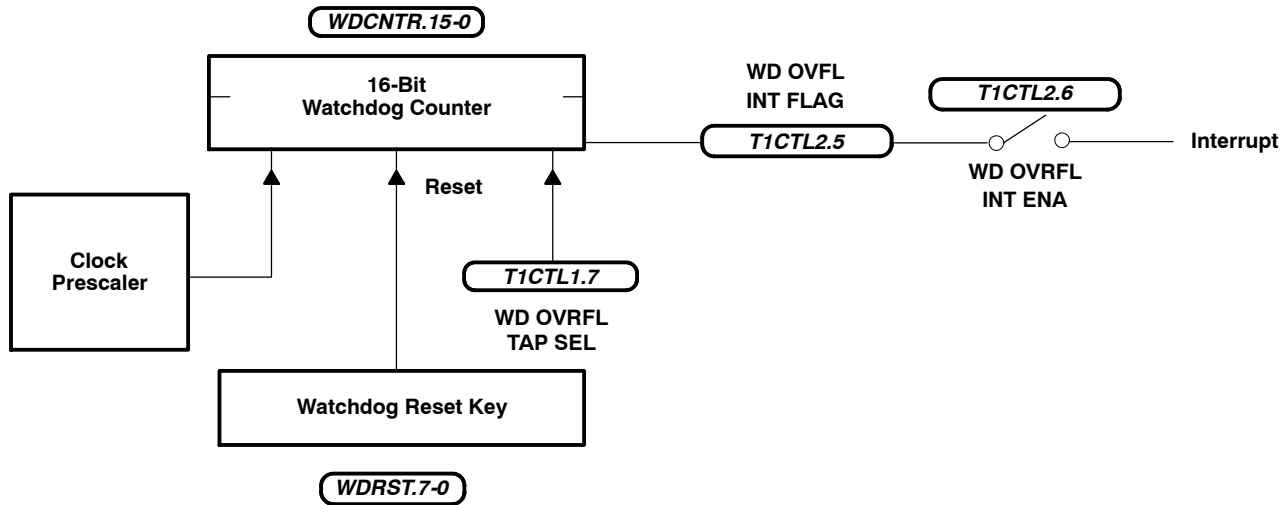 WDCNTR.15-0
16-Bit
Watchdog Counter
WD OVFL
INT FLAG
T1CTL2.6
T1CTL2.5
Interrupt
WD OVRFL
INT ENA
Reset
Clock
Prescaler
T1CTL1.7
WD OVRFL
TAP SEL
Watchdog Reset Key
WDRST.7-0